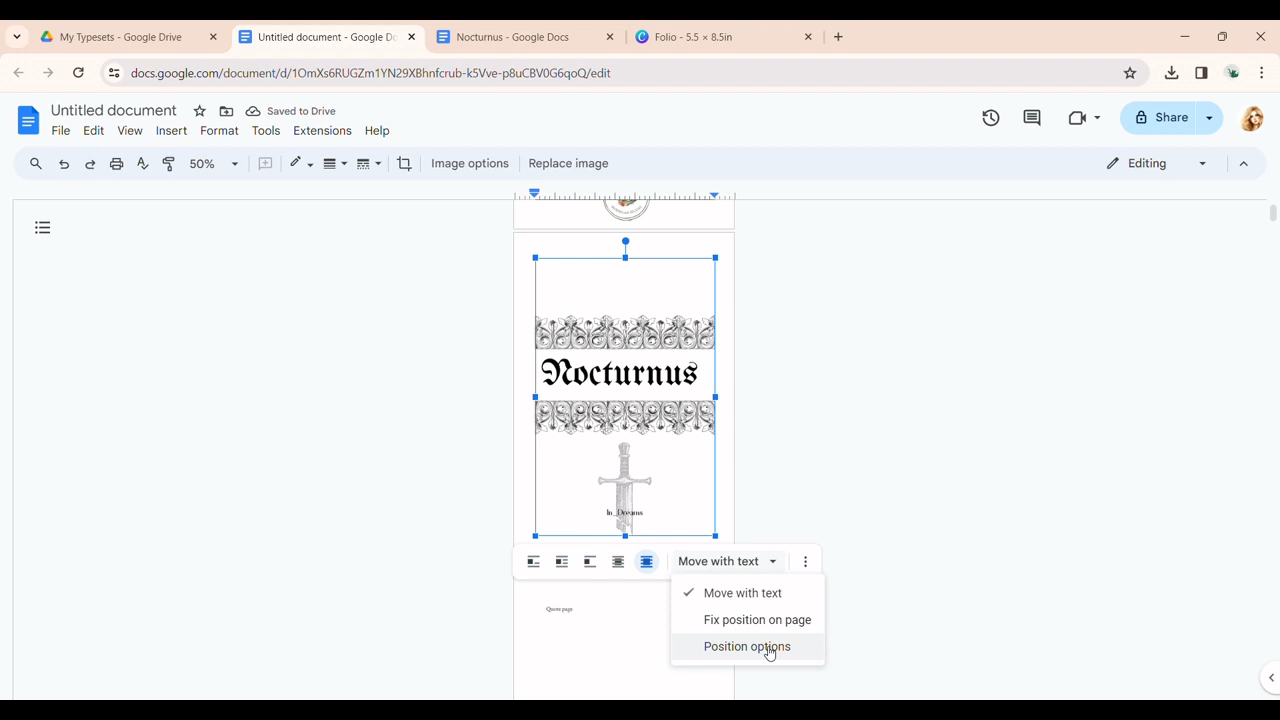 My Typesets - Google Drive
Untitled document - Google Do
Nocturnus - Google Docs
Folio - 5.5 × 8.5in
docs.google.com/document/d/1OmXs6RUGZm1YN29XBhnfcrub-k5Vve-p8uCBV0G6qoQ/edit
Untitled document
Saved to Drive
File Edit View Insert Format Tools Extensions Help
Share
50%
Image options
Replace image
Editing
Nocturnus
In_Dreams
Move with text
Move with text
Fix position on page
Position options
Quote page